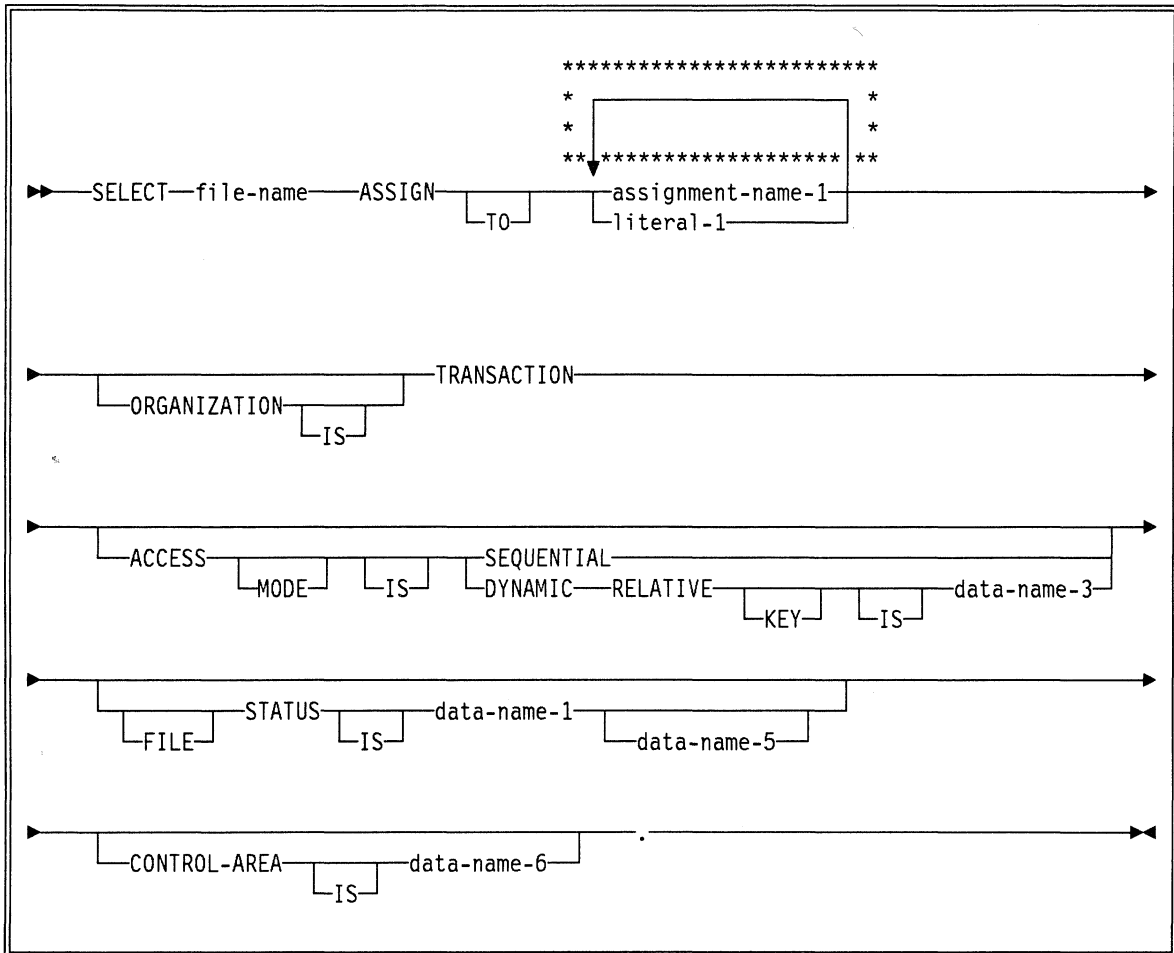 *************************
* *
* *
** ******************* **
SELECT file-name ASSIGN assignment-name-1
TO literal-1
TRANSACTION
ORGANIZATION
IS
ACCESS SEQUENTIAL
MODE IS DYNAMIC RELATIVE data-name-3
KEY IS
STATUS data-name-1
FILE IS data-name-5
.
CONTROL-AREA data-name-6
IS